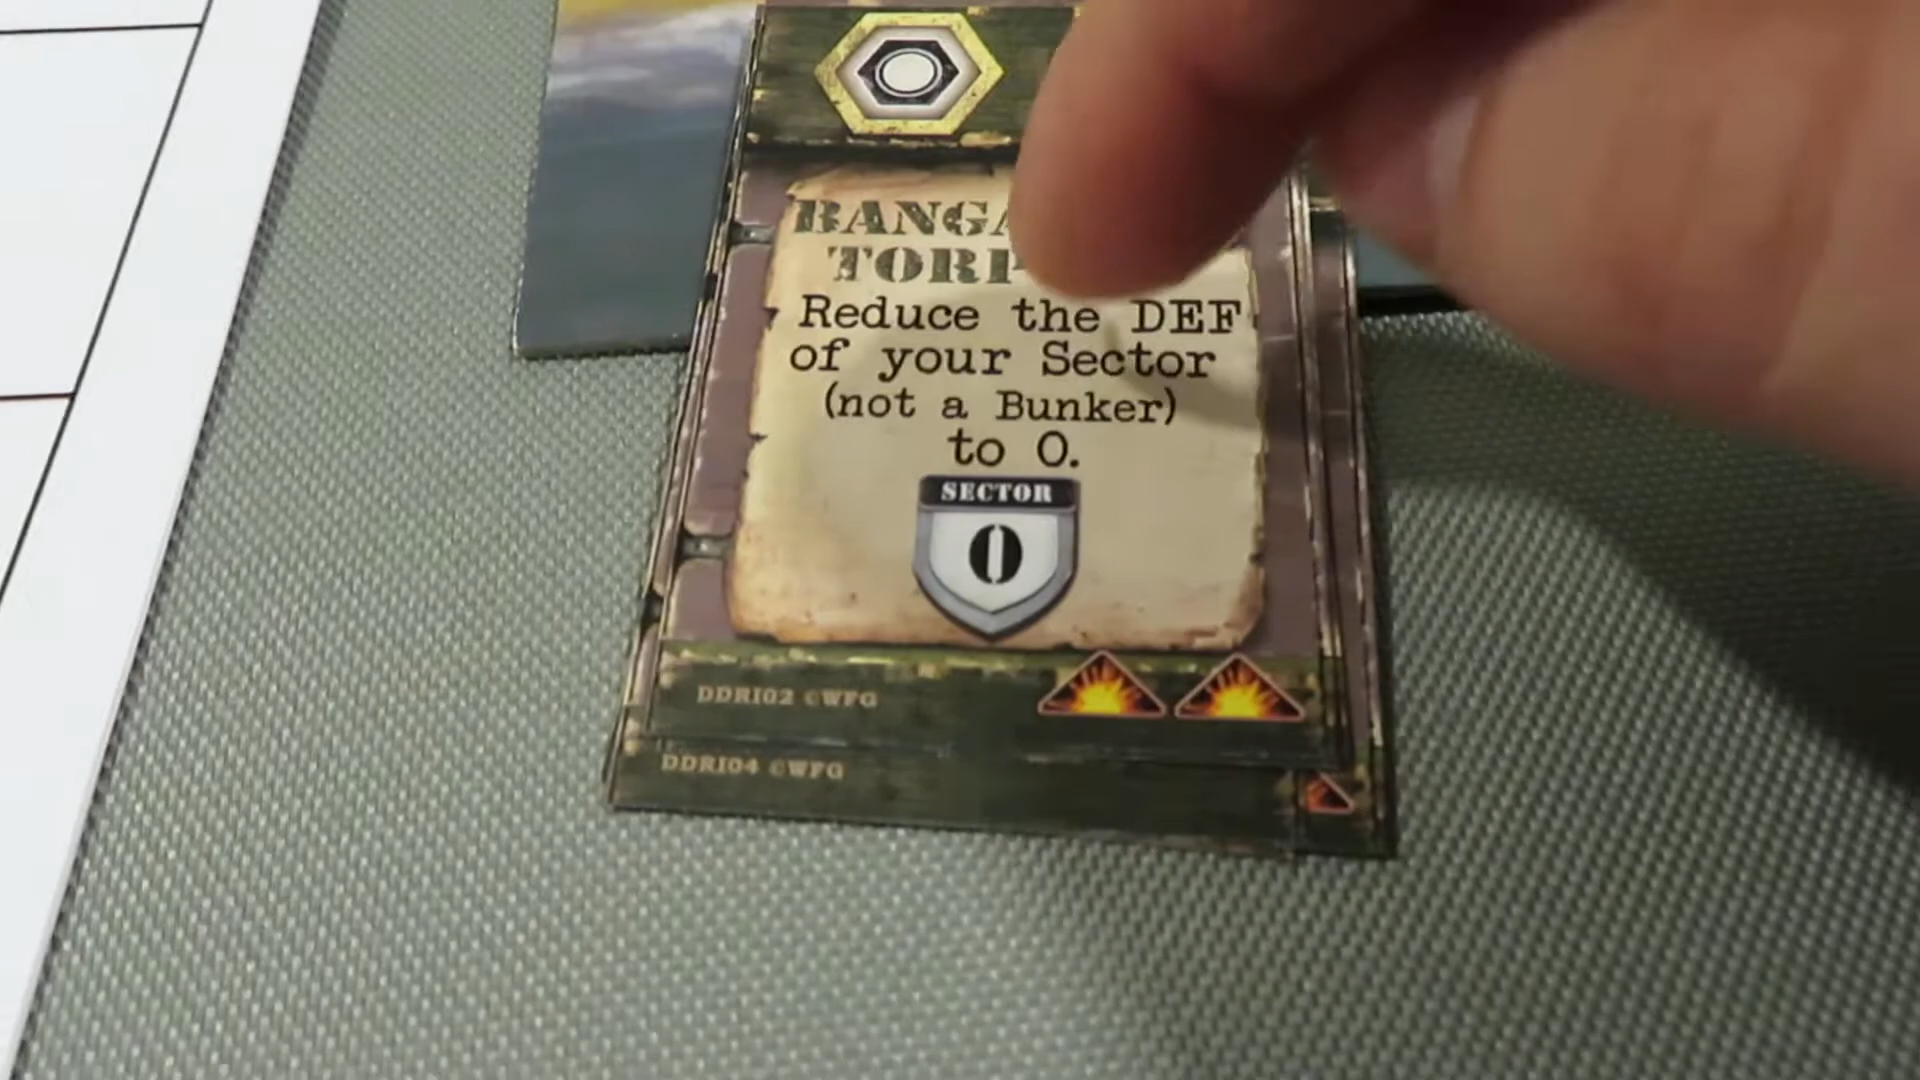 Reduce the DEF
of your Sector
(not a Bunker)
to 0.
SECTOR
0
DDRI02 ©WFG
DDRI04 ©WFG